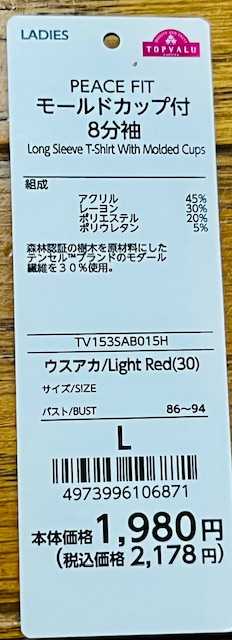 LADIES
TOPVALU
PEACE FIT
モールドカップ付
8分袖
Long Sleeve T-Shirt With Molded Cups
組成
アクリル 45%
レーヨン 30%
ポリエステル 20%
ポリウレタン 5%
森林認証の樹木を原材料にした
テンセル™ブランドのモダール
繊維を３０％使用。
TV153SAB015H
ウスアカ/Light Red(30)
サイズ/SIZE
バスト/BUST 86～94
L
4973996106871
本体価格 1,980円
(税込価格 2,178円)